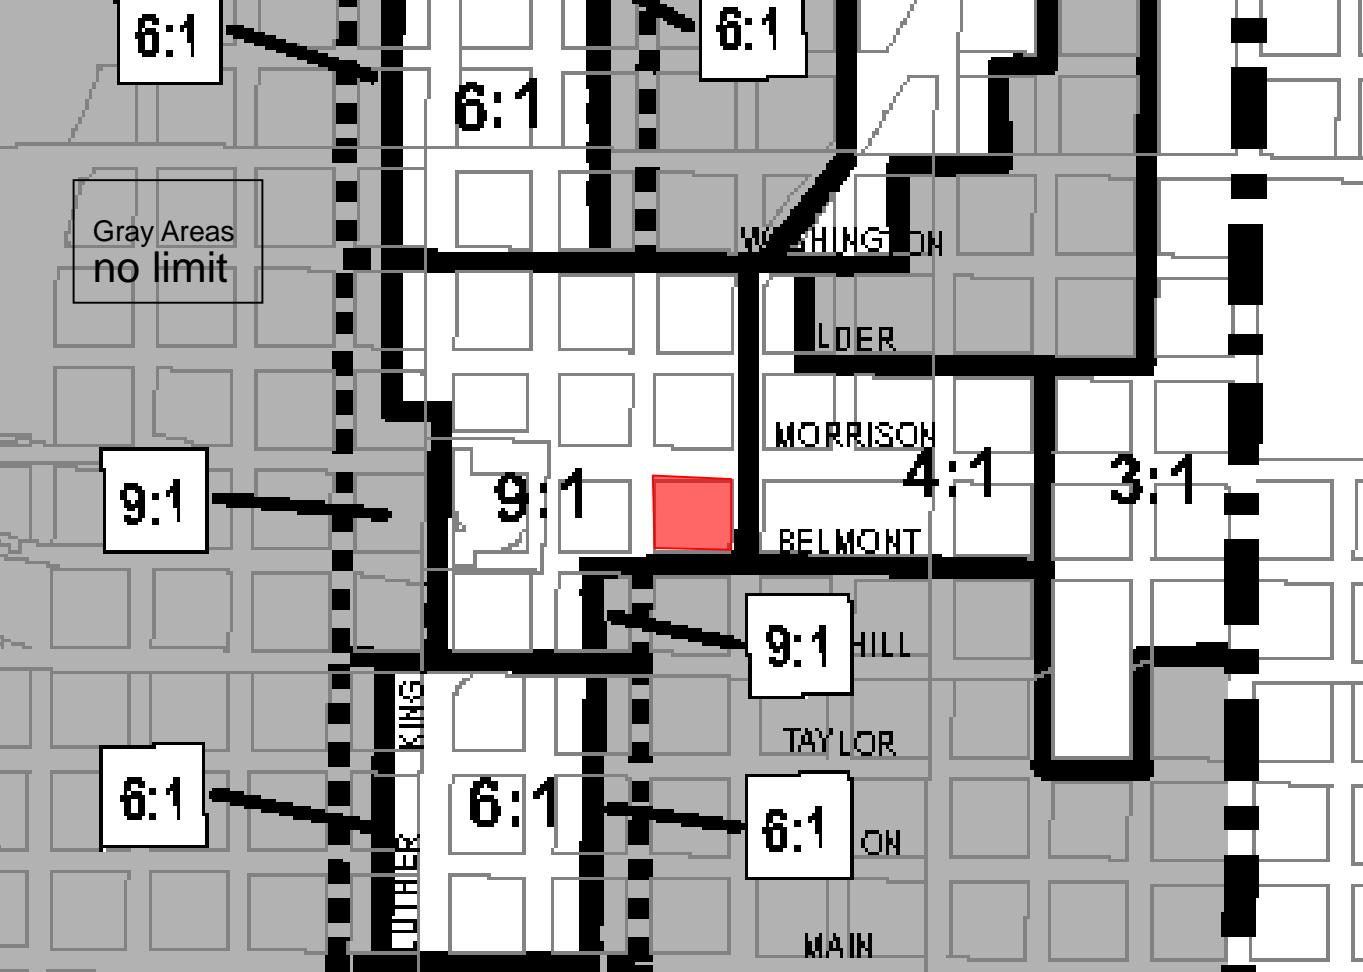 6:1
6:1
6:1
Gray Areas
no limit
WASHINGTON
LDER
MORRISON
9:1
9:1
4:1
3:1
BELMONT
9:1
HILL
KING
TAYLOR
6:1
6:1
6:1
ON
LUTHER
MAIN